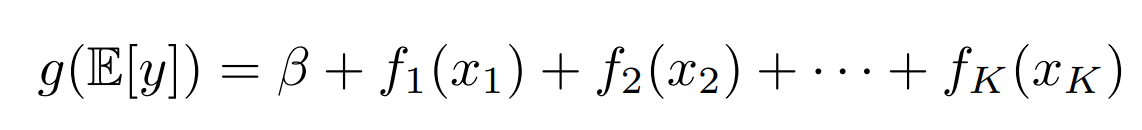 g(𝔼[y]) = β + f₁(x₁) + f₂(x₂) + ⋯ + f_K(x_K)